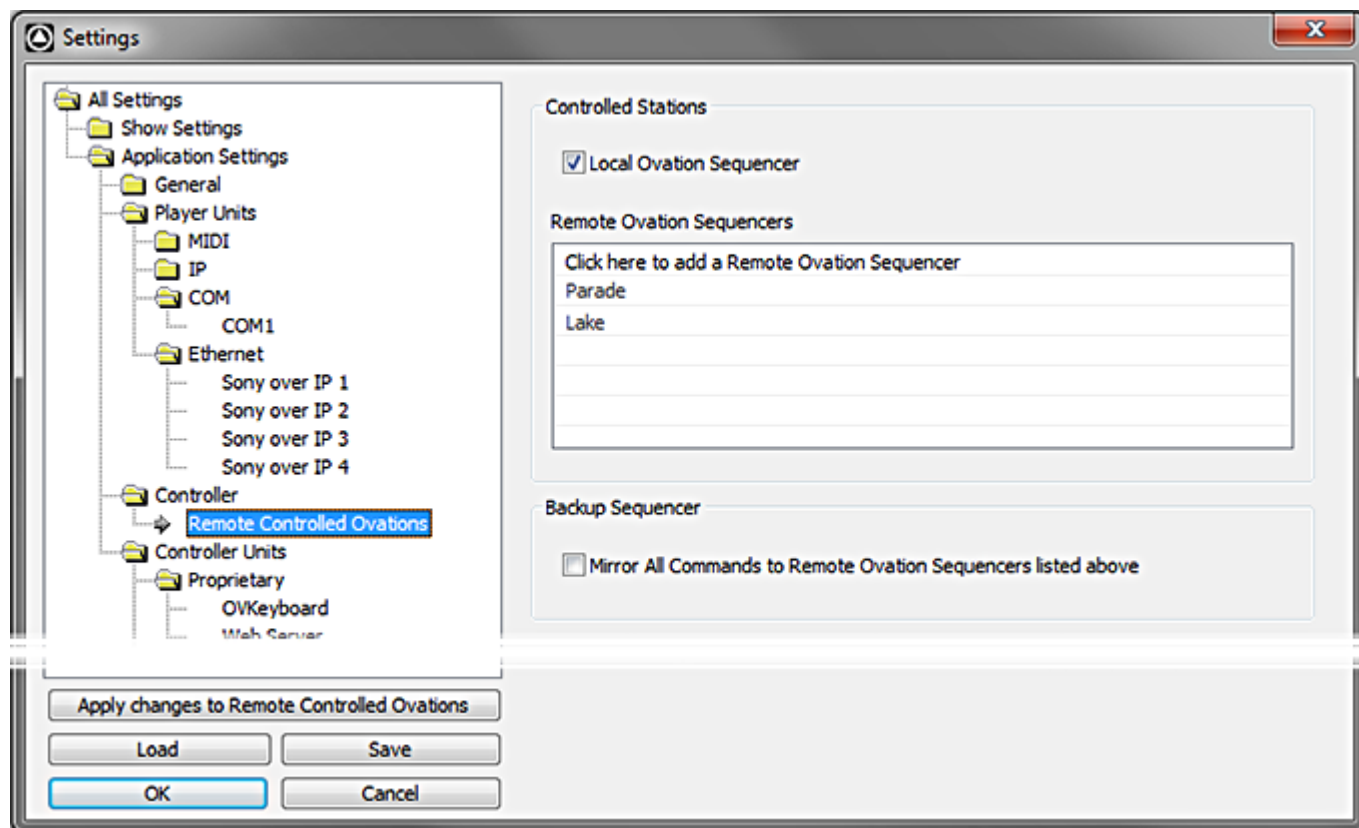 Settings
All Settings
Show Settings
Application Settings
General
Player Units
MIDI
IP
COM
COM1
Ethernet
Sony over IP 1
Sony over IP 2
Sony over IP 3
Sony over IP 4
Controller
Remote Controlled Ovations
Controller Units
Proprietary
OVKeyboard
Web Server
Apply changes to Remote Controlled Ovations
Load
Save
OK
Cancel
Controlled Stations
Local Ovation Sequencer
Remote Ovation Sequencers
Click here to add a Remote Ovation Sequencer
Parade
Lake
Backup Sequencer
Mirror All Commands to Remote Ovation Sequencers listed above